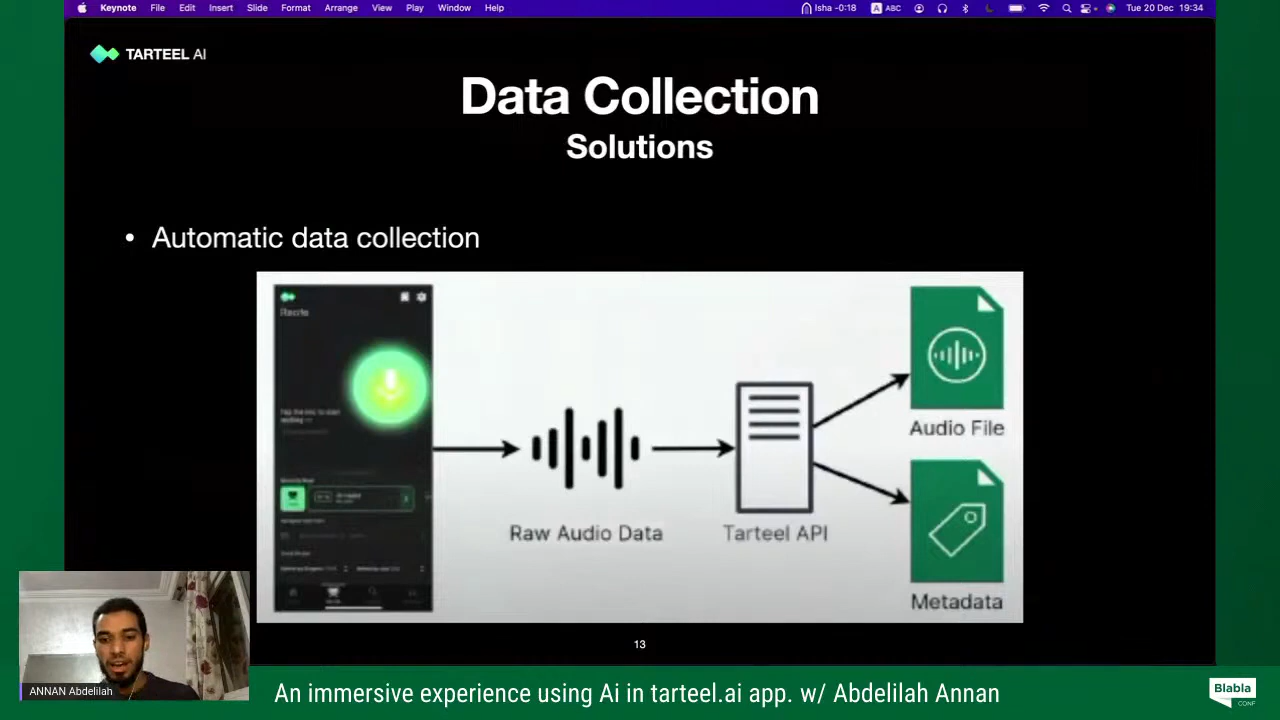 Keynote File Edit Insert Slide Format Arrange View Play Window Help
Isha -0:18 A ABC Tue 20 Dec 19:34
TARTEEL AI
Data Collection
Solutions
• Automatic data collection
Recite
Raw Audio Data
Tarteel API
Audio File
Metadata
13
ANNAN Abdelilah
An immersive experience using Ai in tarteel.ai app. w/ Abdelilah Annan
Blabla
CONF